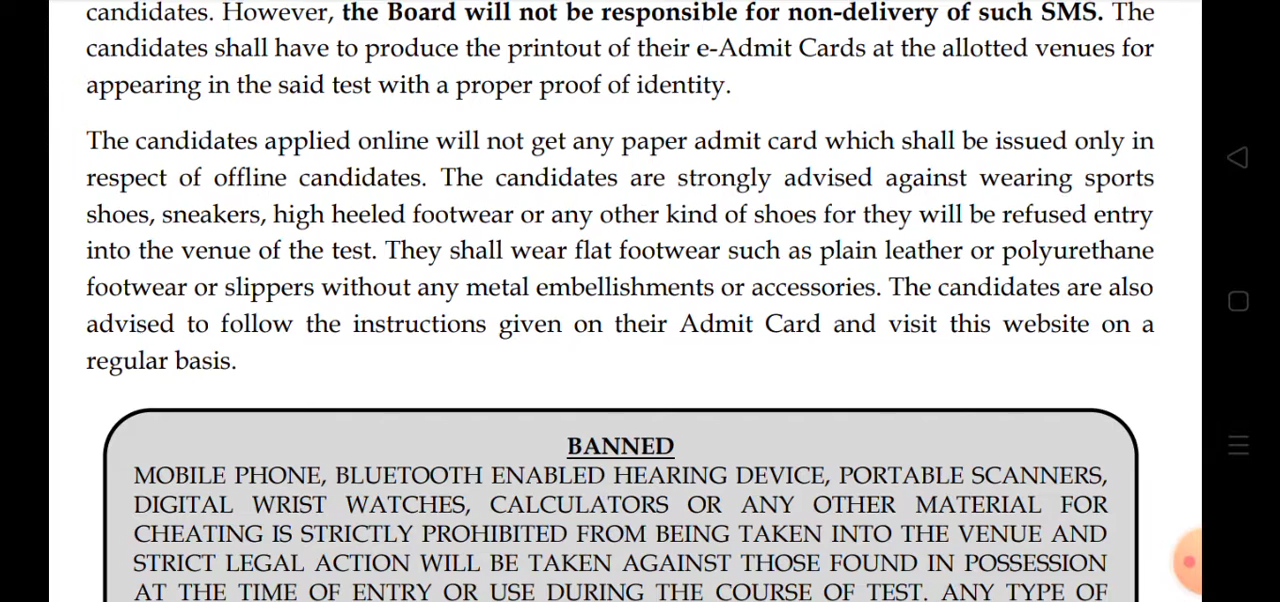 candidates. However, the Board will not be responsible for non-delivery of such SMS. The
candidates shall have to produce the printout of their e-Admit Cards at the allotted venues for
appearing in the said test with a proper proof of identity.
The candidates applied online will not get any paper admit card which shall be issued only in
respect of offline candidates. The candidates are strongly advised against wearing sports
shoes, sneakers, high heeled footwear or any other kind of shoes for they will be refused entry
into the venue of the test. They shall wear flat footwear such as plain leather or polyurethane
footwear or slippers without any metal embellishments or accessories. The candidates are also
advised to follow the instructions given on their Admit Card and visit this website on a
regular basis.
BANNED
MOBILE PHONE, BLUETOOTH ENABLED HEARING DEVICE, PORTABLE SCANNERS,
DIGITAL WRIST WATCHES, CALCULATORS OR ANY OTHER MATERIAL FOR
CHEATING IS STRICTLY PROHIBITED FROM BEING TAKEN INTO THE VENUE AND
STRICT LEGAL ACTION WILL BE TAKEN AGAINST THOSE FOUND IN POSSESSION
AT THE TIME OF ENTRY OR USE DURING THE COURSE OF TEST. ANY TYPE OF